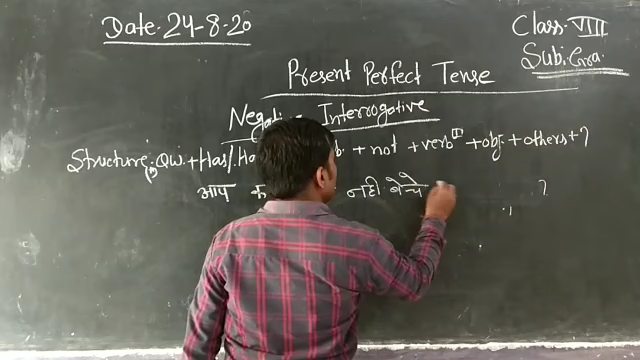 Date. 24-8-20
Class. VIII
Sub:Gra.
Present Perfect Tense
Negative Interrogative
Structure: QW. + Has/Ha b. + not + verb III + obj + others + ?
आप नही ?